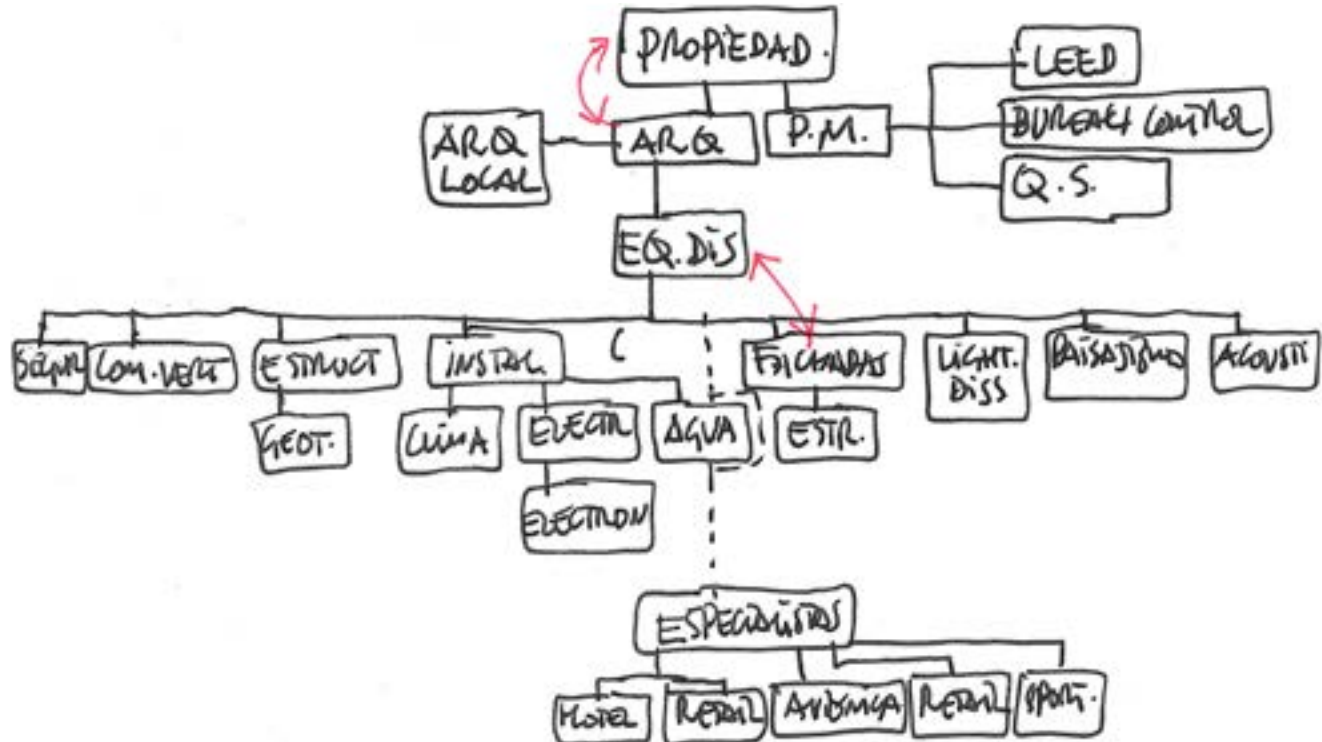 PROPIEDAD.
LEED
ARQ
LOCAL
ARQ
P.M.
BUREAU CONTROL
Q.S.
EQ. DiS
SEGUR
COM. VERT
ESTRUCT
iNSTAL.
FACHADAS
LIGHT.
DiSS
PAiSAJiSMO
ACOUSTi
GEOT.
CLiMA
ELECTR
AGUA
ESTR.
ELECTRON
ESPECIALiSTAS
HOTEL
RETAIL
RETAIL
SPORT.